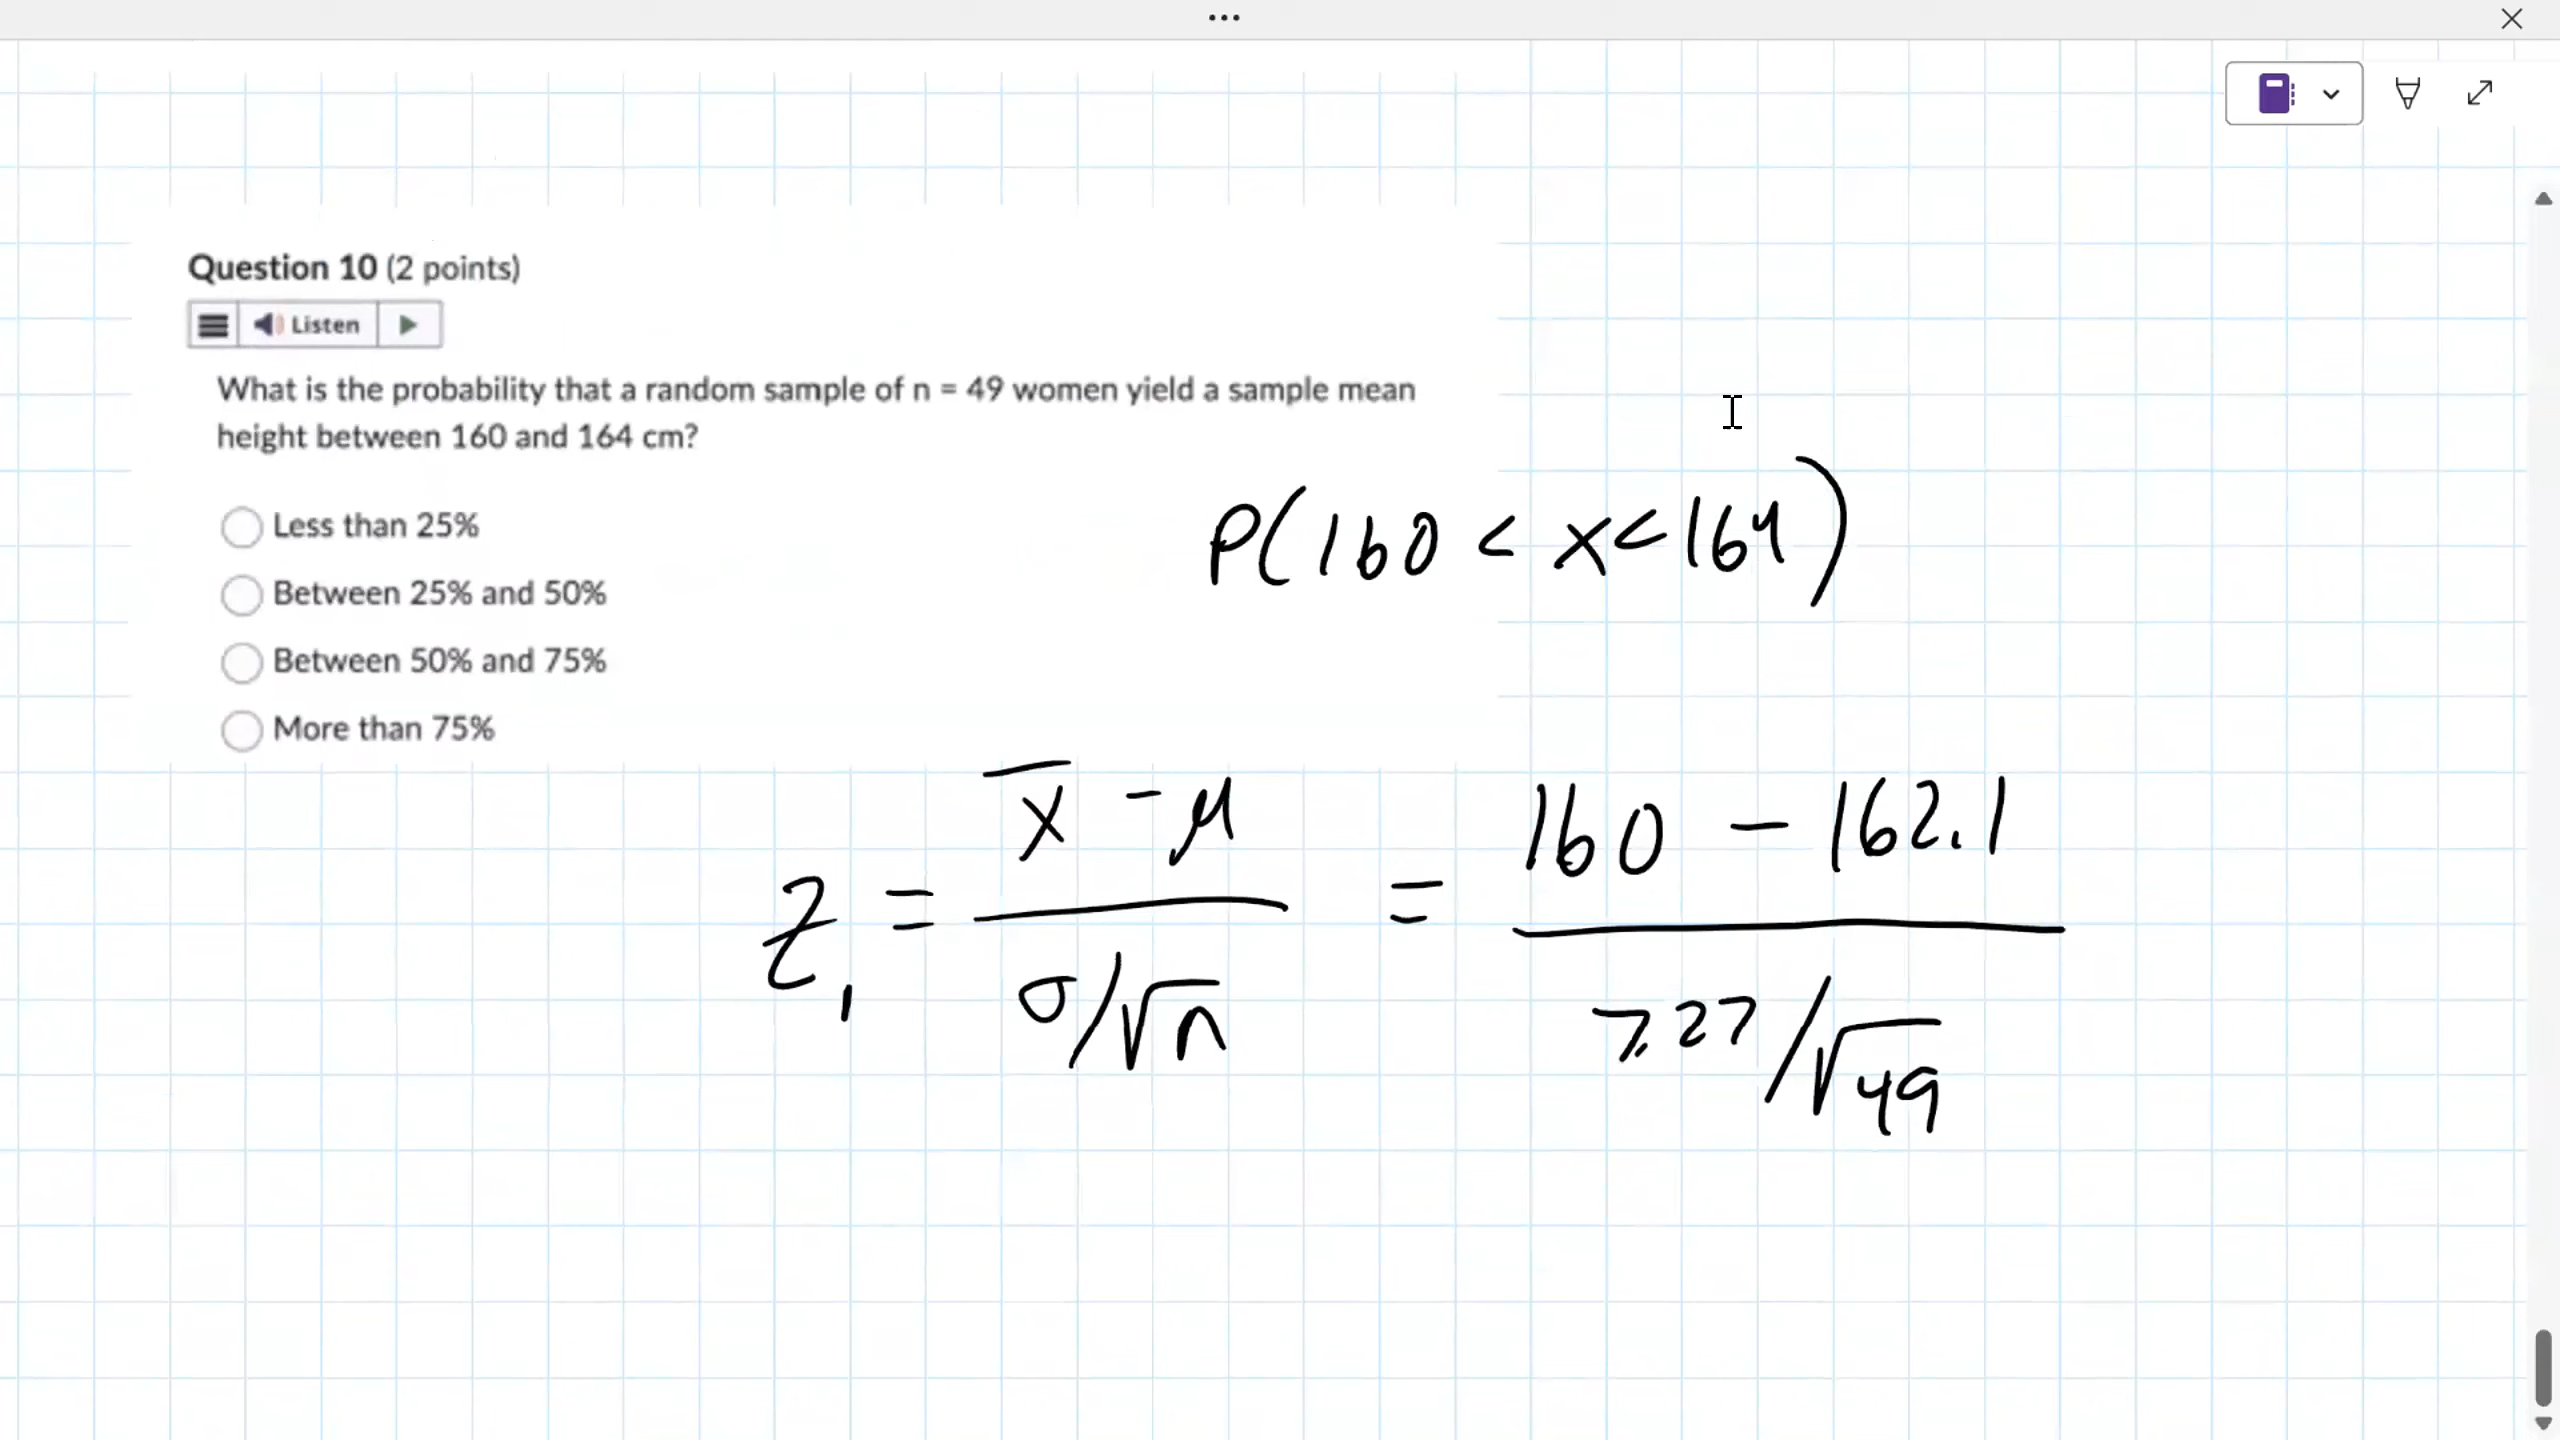 Question 10 (2 points)
Listen
What is the probability that a random sample of n = 49 women yield a sample mean
height between 160 and 164 cm?
P(160 < x < 164)
Less than 25%
Between 25% and 50%
Between 50% and 75%
More than 75%
z₁ = (x̄ - μ) / (σ/√n) = (160 - 162.1) / (7.27/√49)